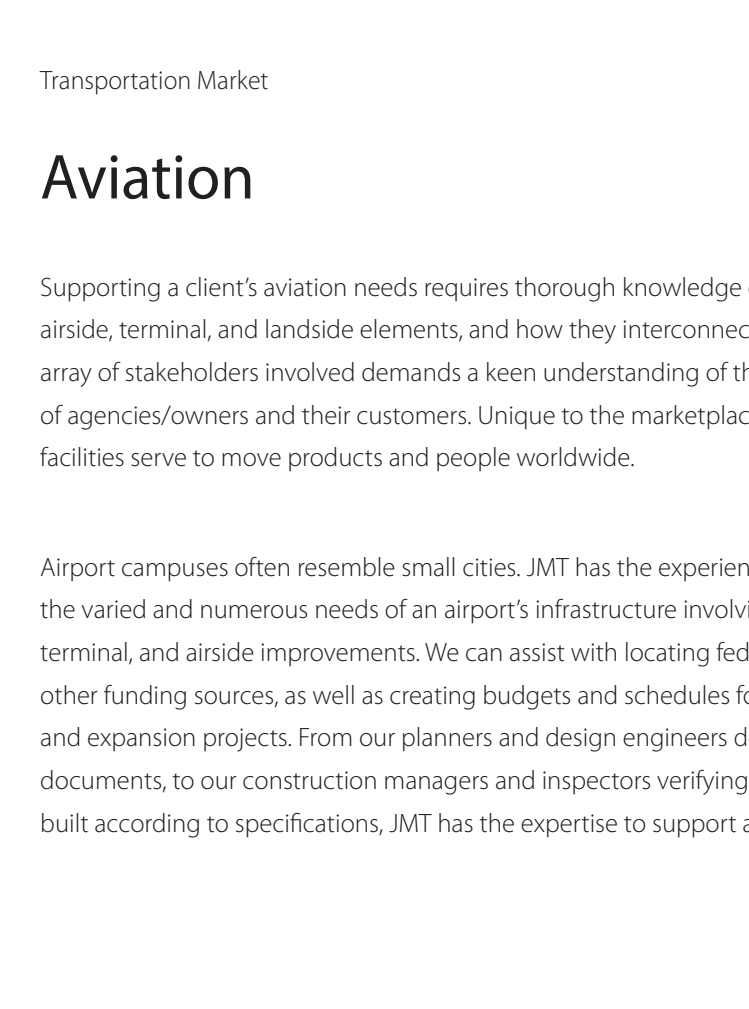 Transportation Market
Aviation
Supporting a client’s aviation needs requires thorough knowledge
airside, terminal, and landside elements, and how they interconnec
array of stakeholders involved demands a keen understanding of th
of agencies/owners and their customers. Unique to the marketplac
facilities serve to move products and people worldwide.
Airport campuses often resemble small cities. JMT has the experien
the varied and numerous needs of an airport’s infrastructure involvi
terminal, and airside improvements. We can assist with locating fed
other funding sources, as well as creating budgets and schedules fo
and expansion projects. From our planners and design engineers d
documents, to our construction managers and inspectors verifying
built according to specifications, JMT has the expertise to support a